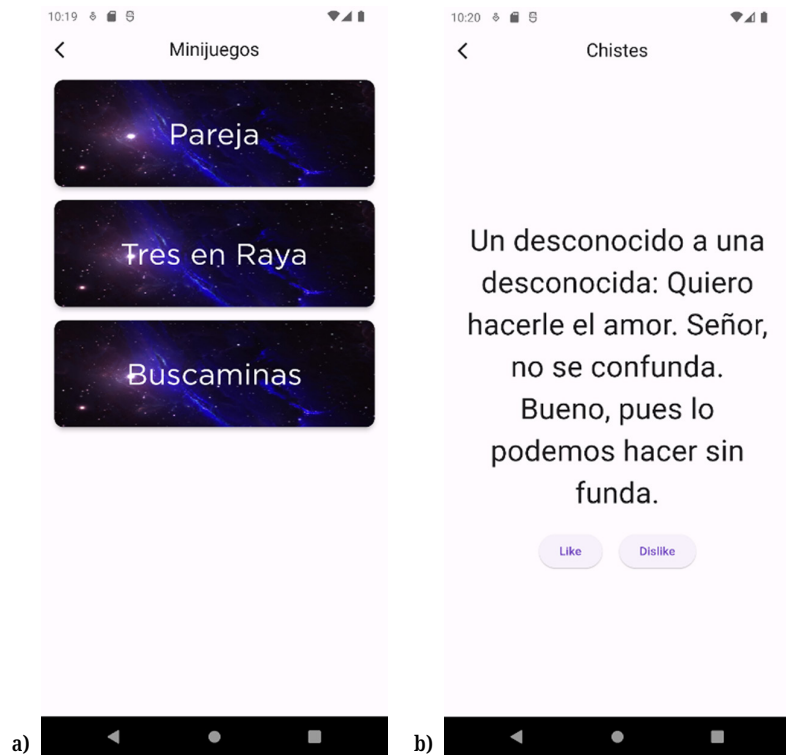 10:19
Minijuegos
Pareja
Tres en Raya
Buscaminas
a)
10:20
Chistes
Un desconocido a una
desconocida: Quiero
hacerle el amor. Señor,
no se confunda.
Bueno, pues lo
podemos hacer sin
funda.
Like
Dislike
b)